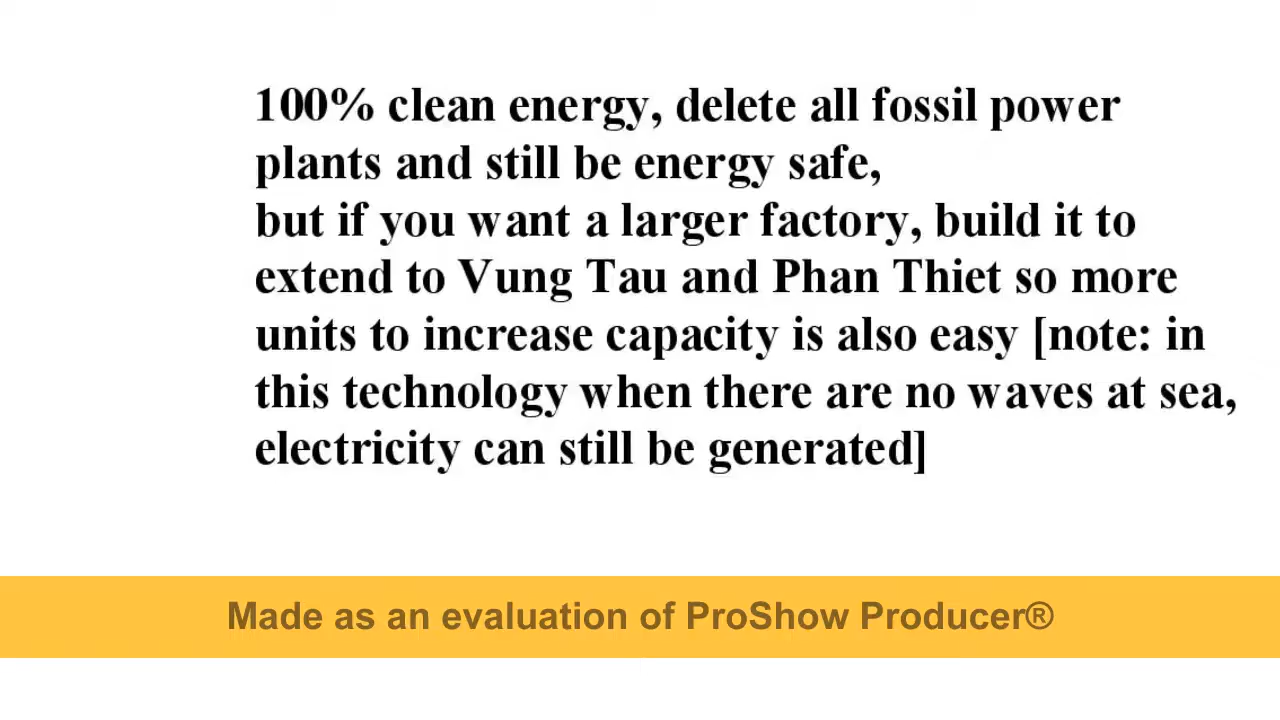 100% clean energy, delete all fossil power
plants and still be energy safe,
but if you want a larger factory, build it to
extend to Vung Tau and Phan Thiet so more
units to increase capacity is also easy [note: in
this technology when there are no waves at sea,
electricity can still be generated]
Made as an evaluation of ProShow Producer®